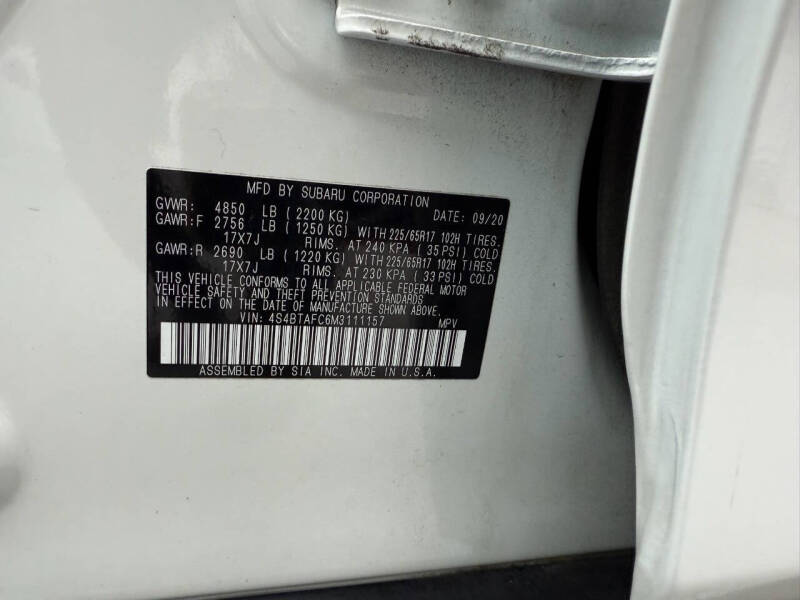 MFD BY SUBARU CORPORATION
GVWR: 4850 LB ( 2200 KG) DATE: 09/20
GAWR:F 2756 LB ( 1250 KG) WITH 225/65R17 102H TIRES.
17X7J RIMS. AT 240 KPA ( 35 PSI) COLD
GAWR:R 2690 LB ( 1220 KG) WITH 225/65R17 102H TIRES.
17X7J RIMS. AT 230 KPA ( 33 PSI) COLD
THIS VEHICLE CONFORMS TO ALL APPLICABLE FEDERAL MOTOR
VEHICLE SAFETY AND THEFT PREVENTION STANDARDS
IN EFFECT ON THE DATE OF MANUFACTURE SHOWN ABOVE.
VIN: 4S4BTAFC6M3111157 MPV
ASSEMBLED BY SIA INC. MADE IN U.S.A.